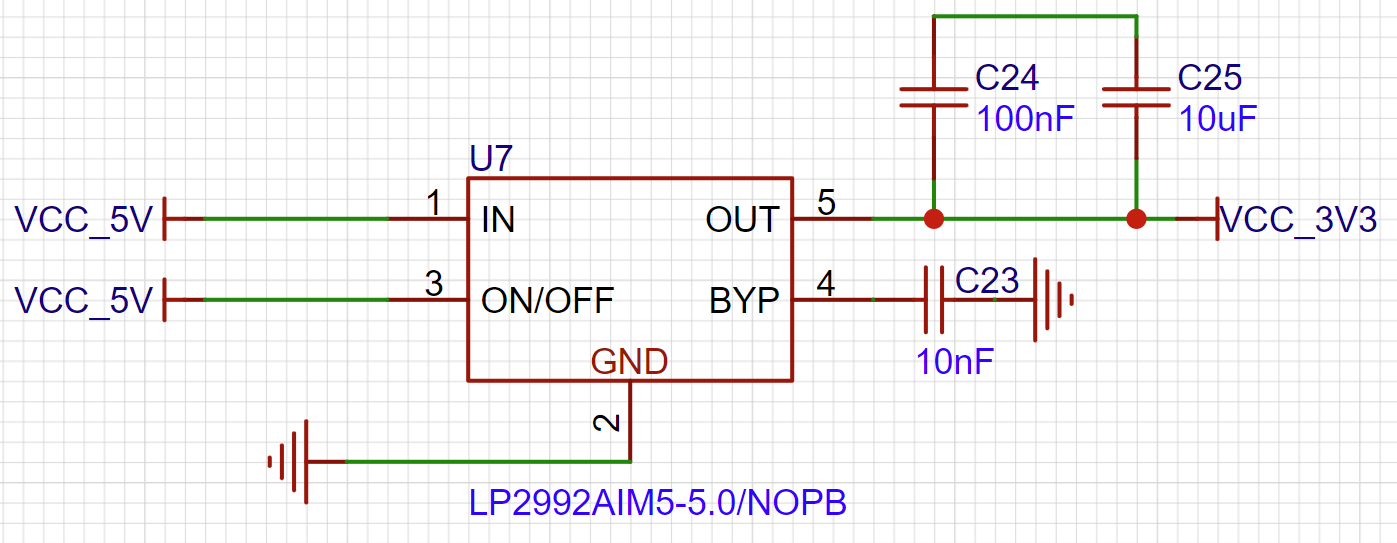 C24
100nF
C25
10uF
U7
VCC_5V
1
IN
OUT
5
VCC_3V3
VCC_5V
3
ON/OFF
BYP
4
C23
10nF
GND
2
LP2992AIM5-5.0/NOPB